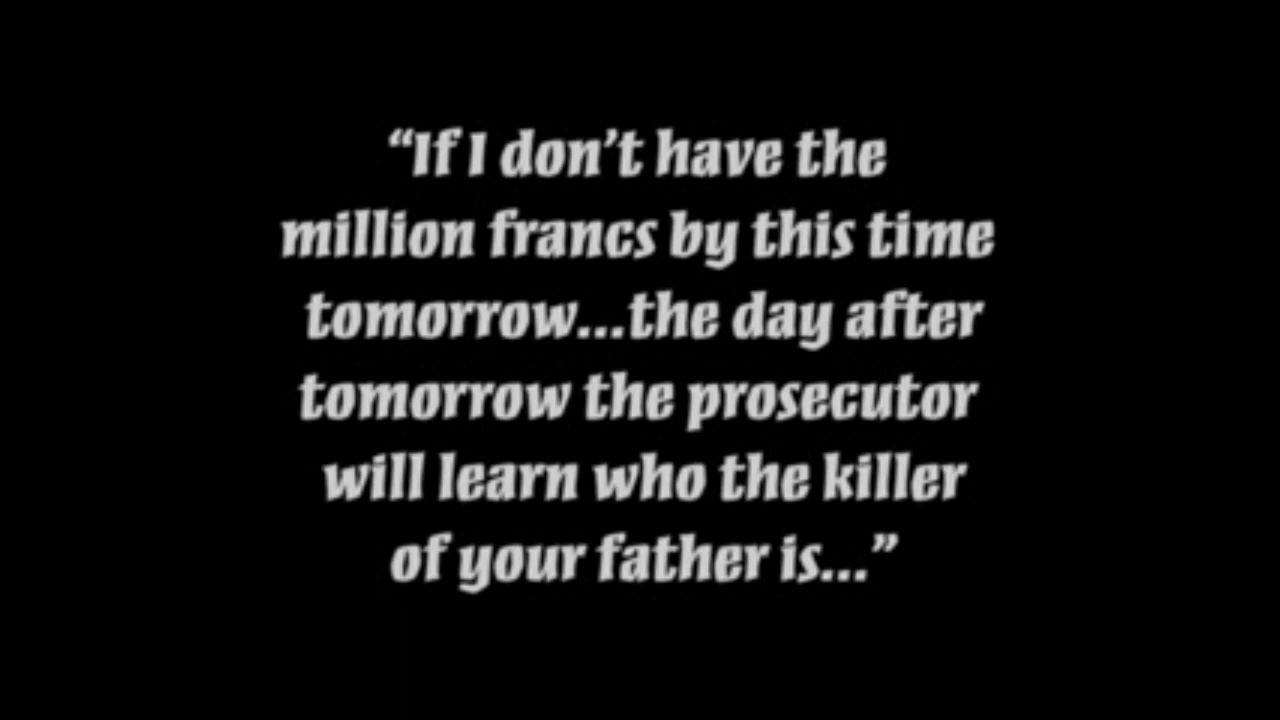 “If I don’t have the
million francs by this time
tomorrow...the day after
tomorrow the prosecutor
will learn who the killer
of your father is...”